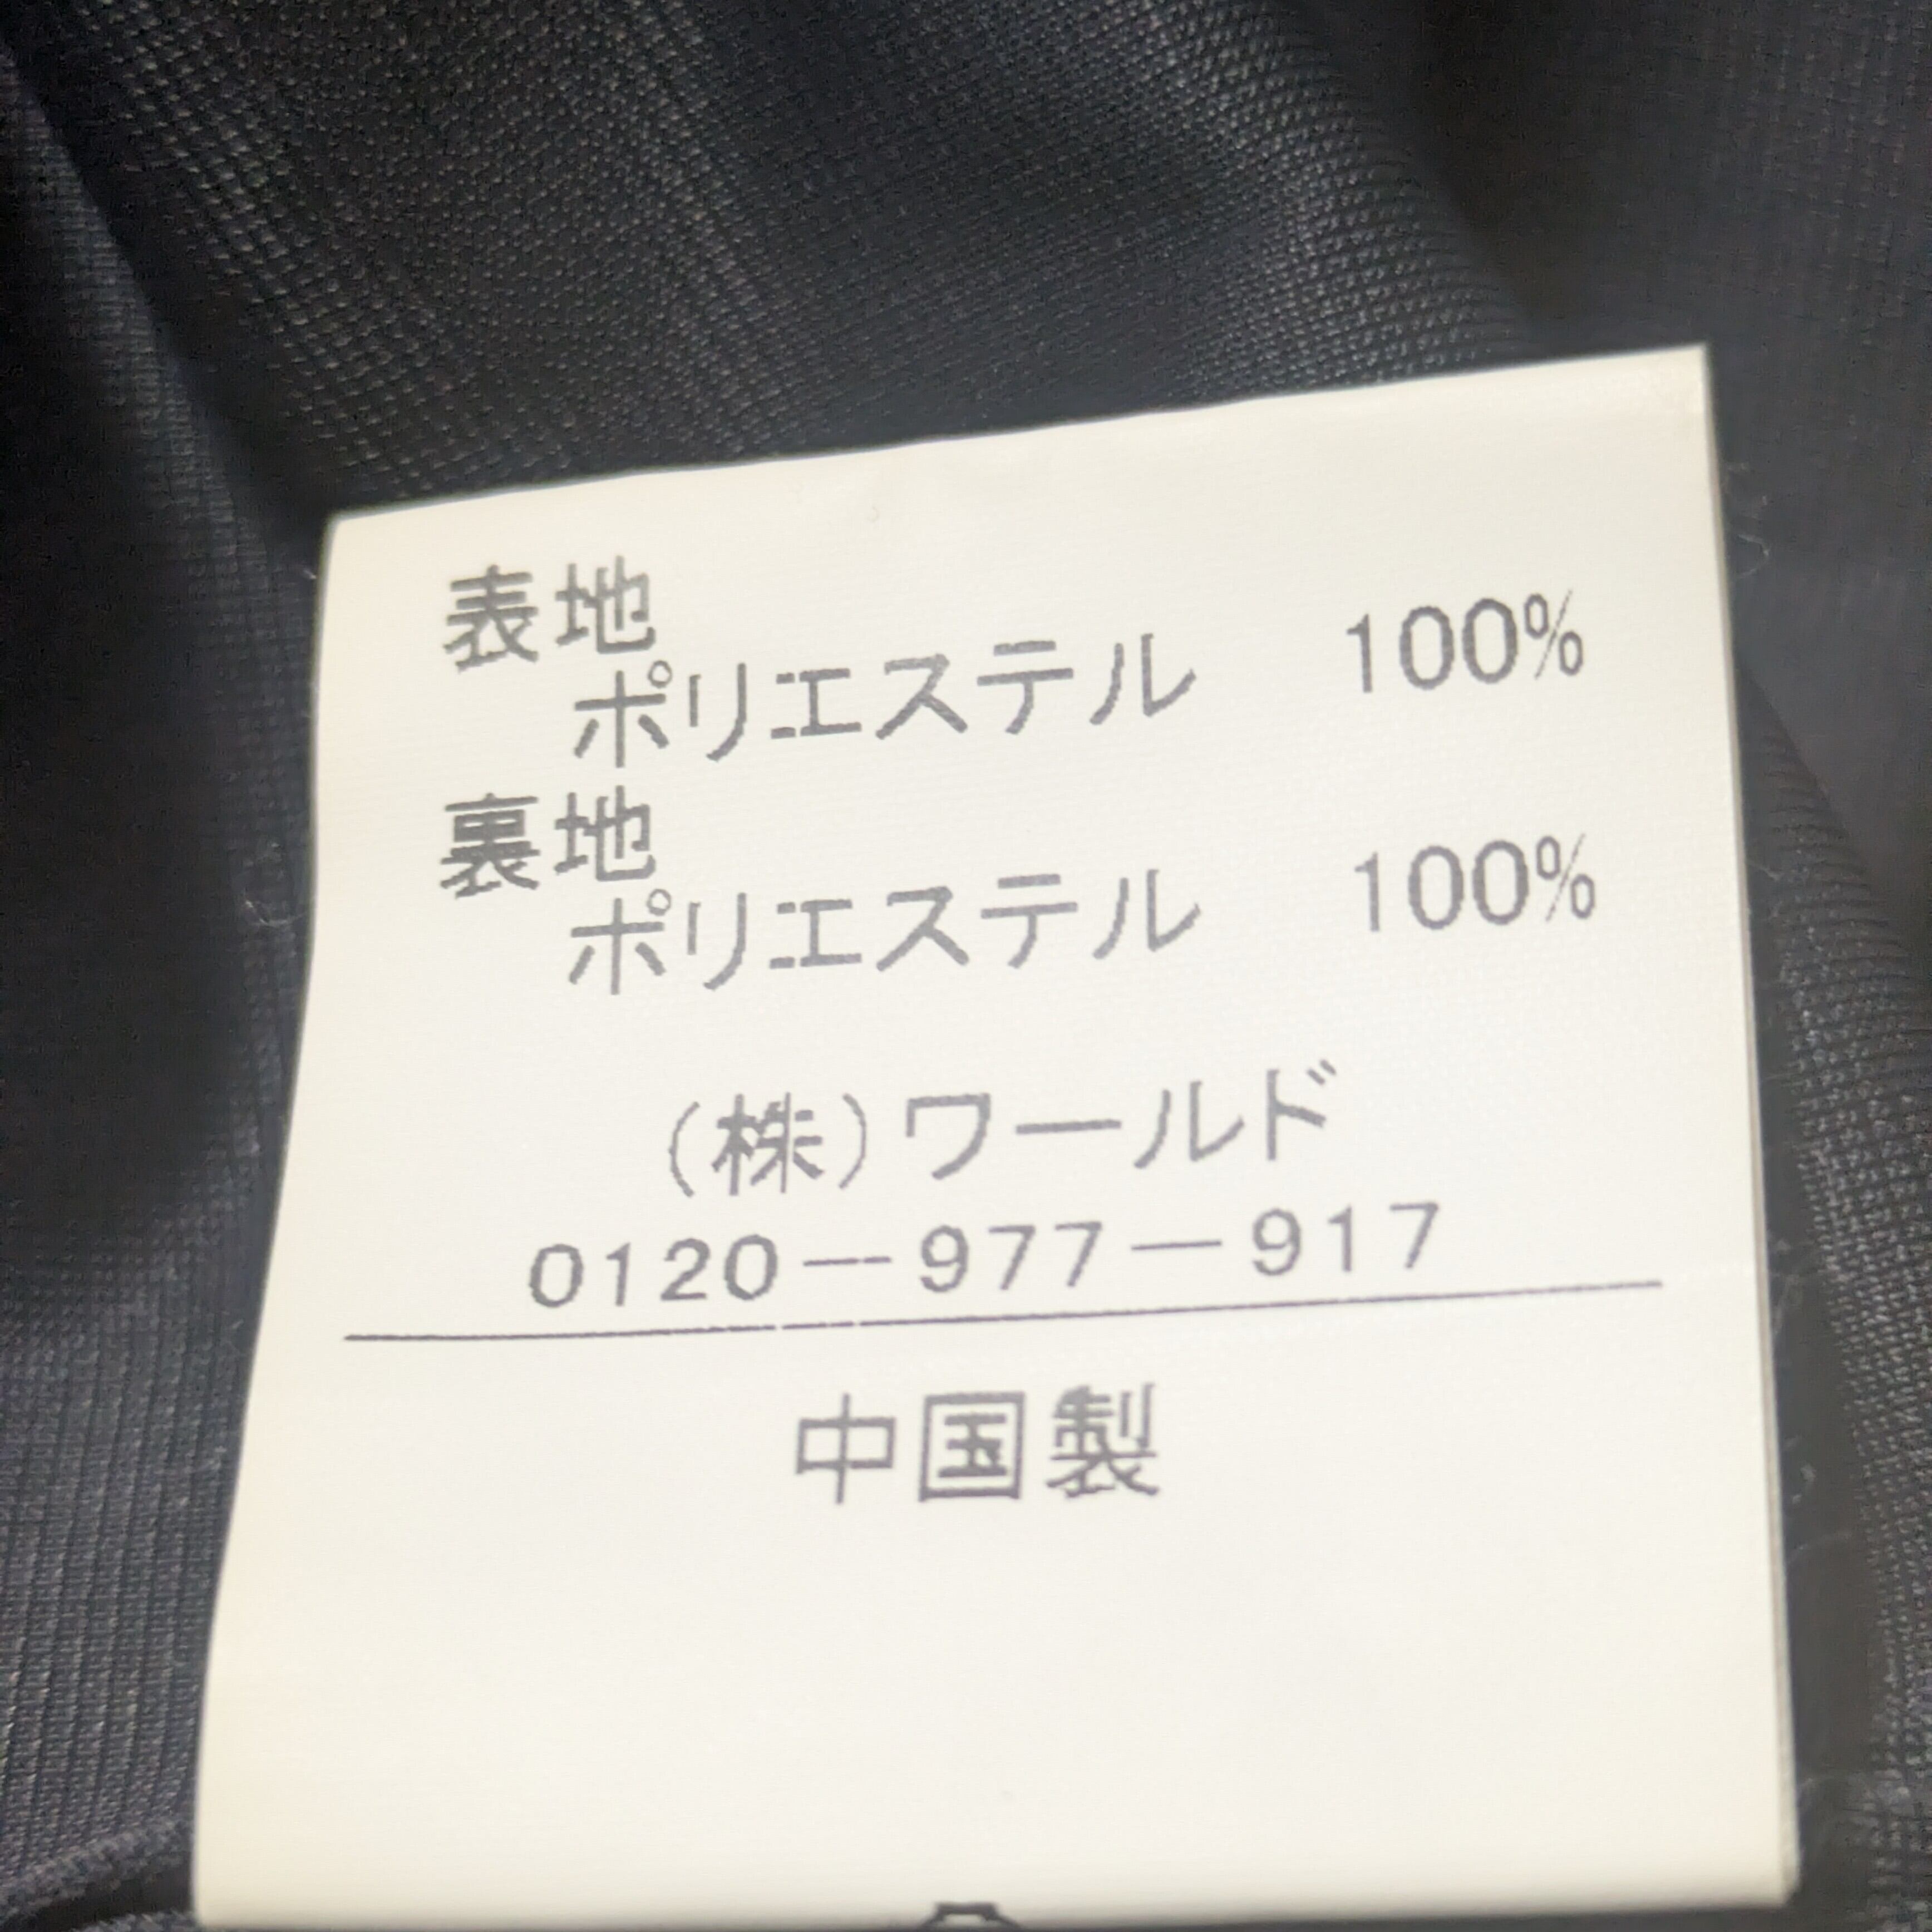 表地
ポリエステル 100%
裏地
ポリエステル 100%
(株)ワールド
0120-977-917
中国製